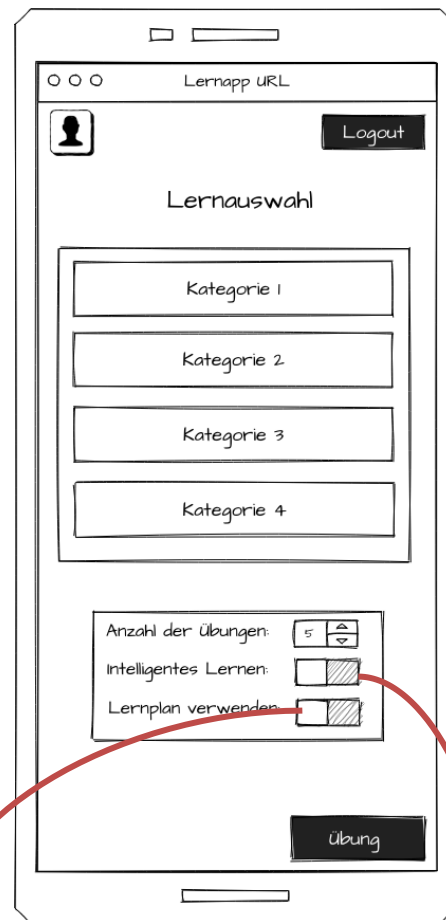 Lernapp URL
Logout
Lernauswahl
Kategorie 1
Kategorie 2
Kategorie 3
Kategorie 4
Anzahl der Übungen: 5
Intelligentes Lernen:
Lernplan verwenden:
Übung